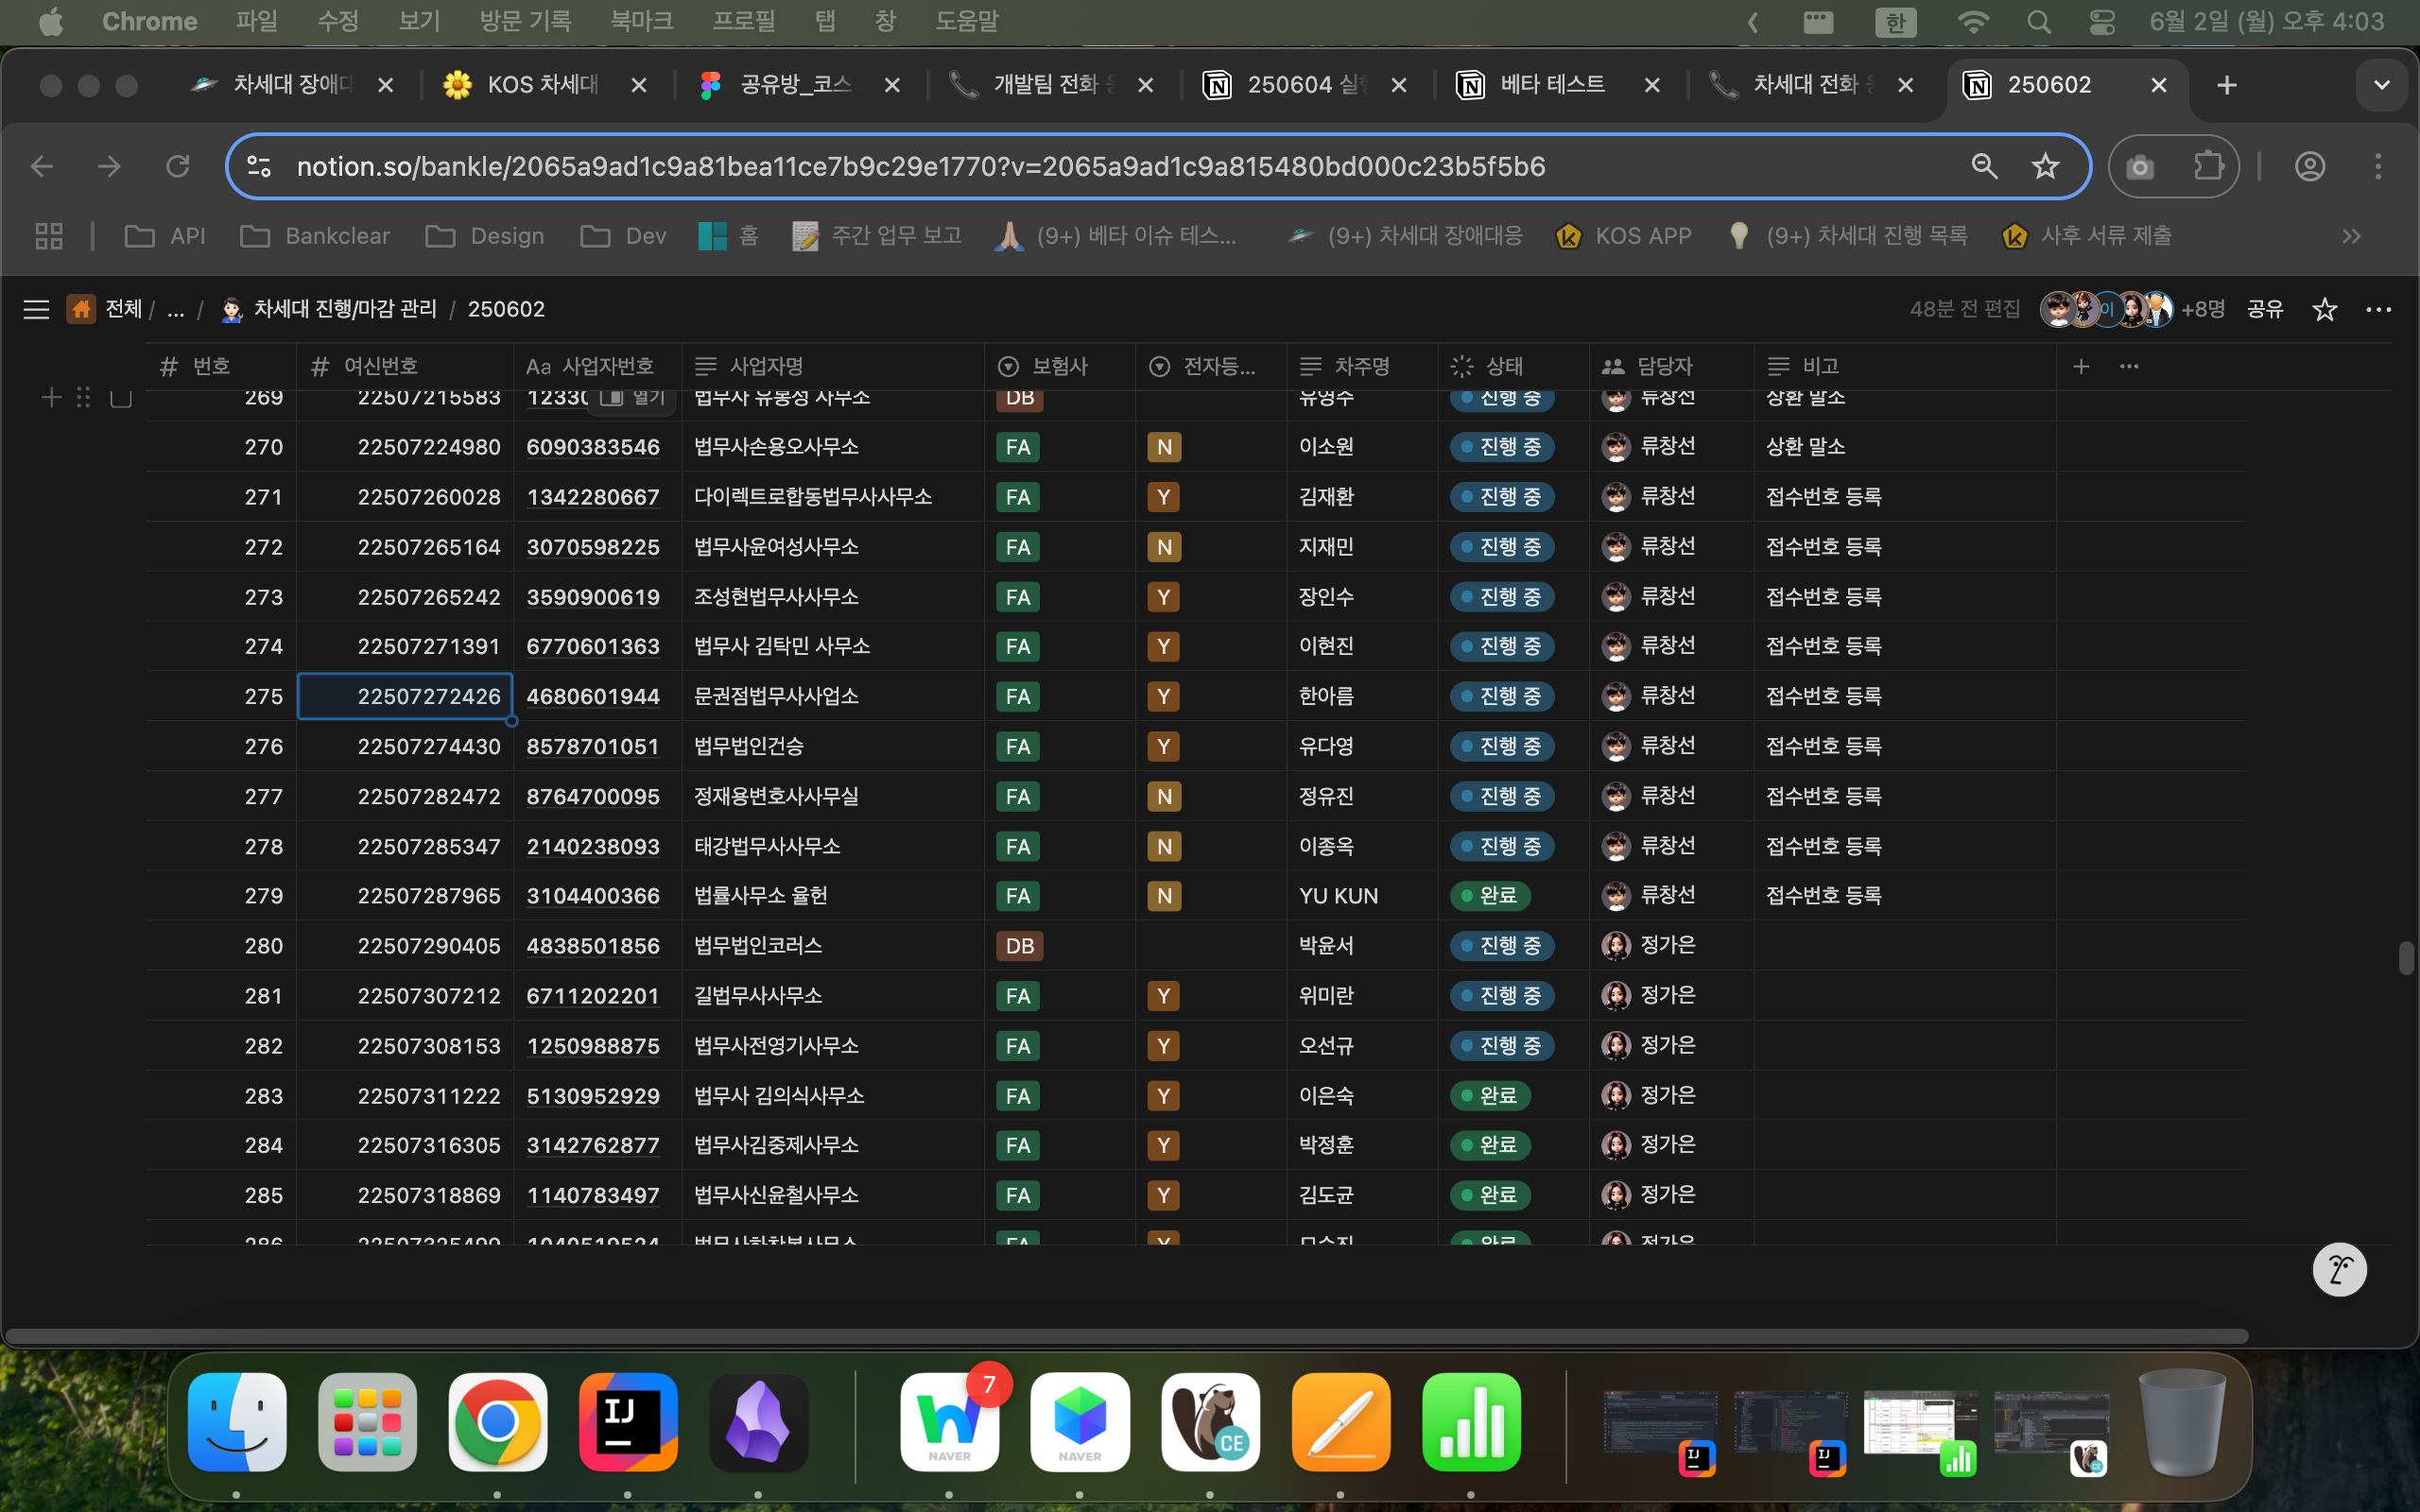 Chrome 파일 수정 보기 방문 기록 북마크 프로필 탭 창 도움말 한 6월 2일 (월) 오후 4:03
차세대 장애대 KOS 차세대 공유방_코스 개발팀 전화 250604 실행 베타 테스트 차세대 전화 250602
notion.so/bankle/2065a9ad1c9a81bea11ce7b9c29e1770?v=2065a9ad1c9a815480bd000c23b5f5b6
API Bankclear Design Dev 홈 주간 업무 보고 (9+) 베타 이슈 테스... (9+) 차세대 장애대응 KOS APP (9+) 차세대 진행 목록 사후 서류 제출
전체 / ... / 차세대 진행/마감 관리 / 250602 48분 전 편집 이 +8명 공유
번호 여신번호 Aa 사업자번호 사업자명 보험사 전자등... 차주명 상태 담당자 비고
269 22507215583 12330 열기 법무사 유봉성 사무소 DB 유영수 진행 중 류창선 상환 말소
270 22507224980 6090383546 법무사손용오사무소 FA N 이소원 진행 중 류창선 상환 말소
271 22507260028 1342280667 다이렉트로합동법무사사무소 FA Y 김재환 진행 중 류창선 접수번호 등록
272 22507265164 3070598225 법무사윤여성사무소 FA N 지재민 진행 중 류창선 접수번호 등록
273 22507265242 3590900619 조성현법무사사무소 FA Y 장인수 진행 중 류창선 접수번호 등록
274 22507271391 6770601363 법무사 김탁민 사무소 FA Y 이현진 진행 중 류창선 접수번호 등록
275 22507272426 4680601944 문권점법무사사업소 FA Y 한아름 진행 중 류창선 접수번호 등록
276 22507274430 8578701051 법무법인건승 FA Y 유다영 진행 중 류창선 접수번호 등록
277 22507282472 8764700095 정재용변호사사무실 FA N 정유진 진행 중 류창선 접수번호 등록
278 22507285347 2140238093 태강법무사사무소 FA N 이종옥 진행 중 류창선 접수번호 등록
279 22507287965 3104400366 법률사무소 율헌 FA N YU KUN 완료 류창선 접수번호 등록
280 22507290405 4838501856 법무법인코러스 DB 박윤서 진행 중 정가은
281 22507307212 6711202201 길법무사사무소 FA Y 위미란 진행 중 정가은
282 22507308153 1250988875 법무사전영기사무소 FA Y 오선규 진행 중 정가은
283 22507311222 5130952929 법무사 김의식사무소 FA Y 이은숙 완료 정가은
284 22507316305 3142762877 법무사김중제사무소 FA Y 박정훈 완료 정가은
285 22507318869 1140783497 법무사신윤철사무소 FA Y 김도균 완료 정가은
286 22507325499 1040519524 FA Y 완료 정가은
IJ NAVER 7 NAVER CE IJ IJ CE